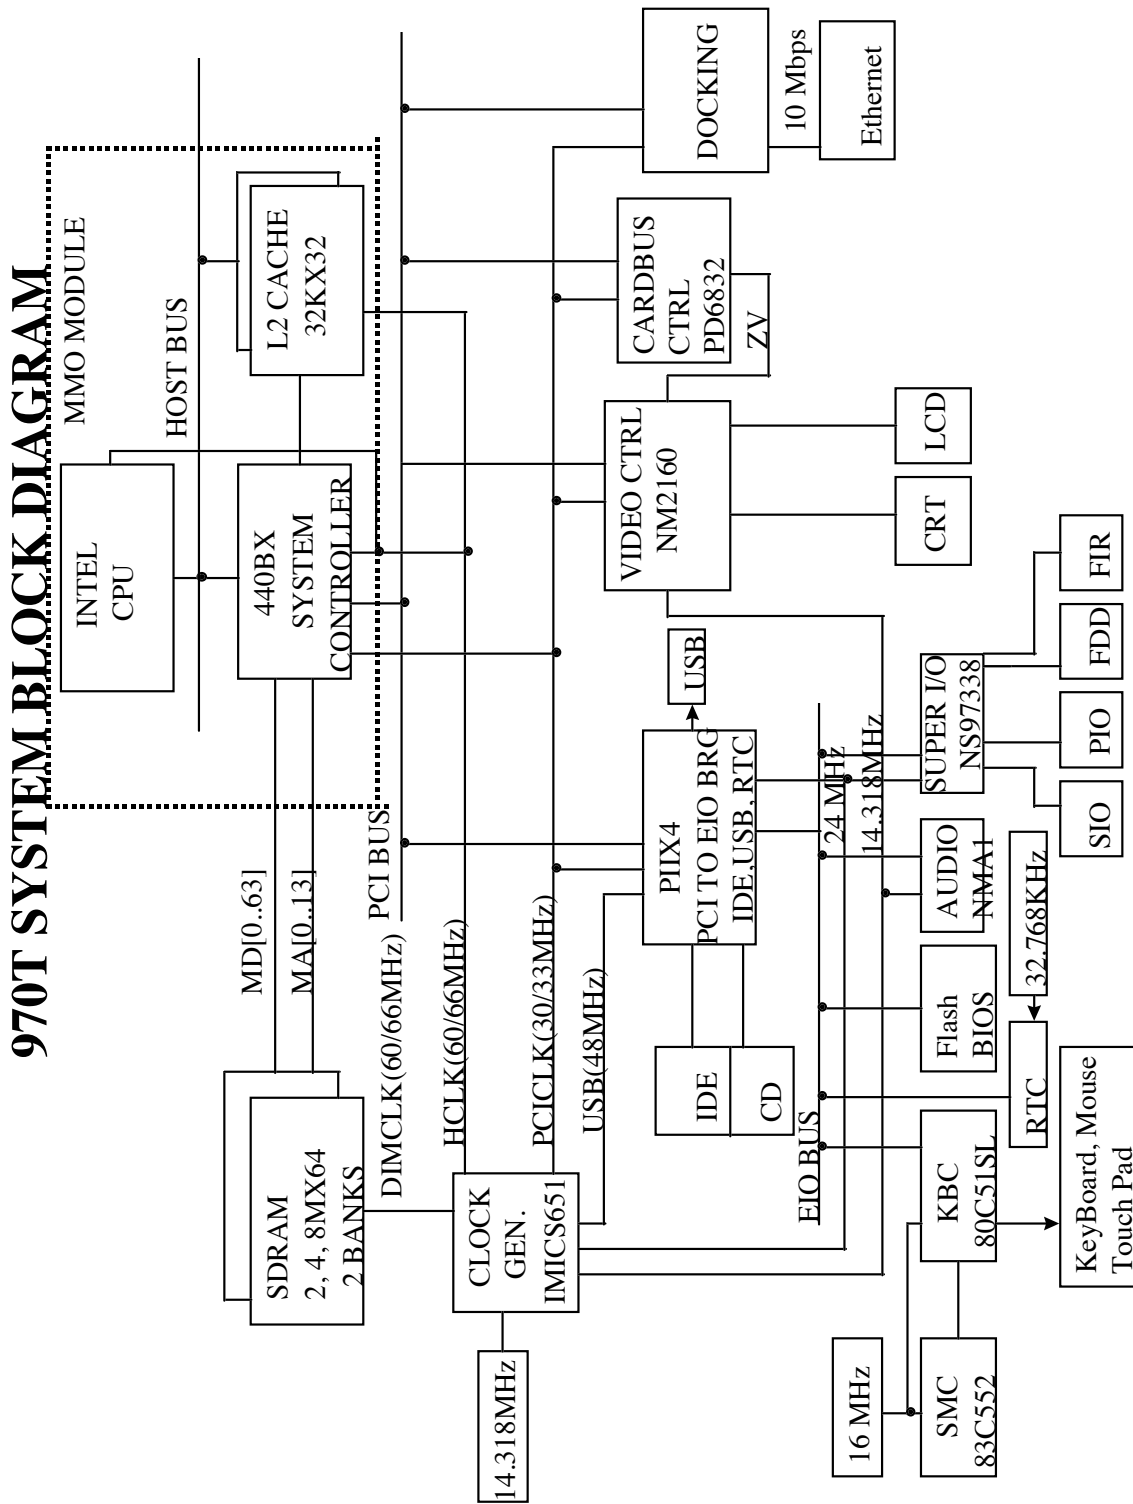 970T SYSTEM BLOCK DIAGRAM
MMO MODULE
INTEL
CPU
HOST BUS
SDRAM
2, 4, 8MX64
2 BANKS
MD[0..63]
MA[0..13]
440BX
SYSTEM
CONTROLLER
L2 CACHE
32KX32
DIMCLK(60/66MHz)
PCI BUS
HCLK(60/66MHz)
14.318MHz
CLOCK
GEN.
IMICS651
PCICLK(30/33MHz)
USB(48MHz)
IDE
CD
PIIX4
PCI TO EIO BRG
IDE,USB, RTC
USB
VIDEO CTRL
NM2160
CARDBUS
CTRL
PD6832
ZV
DOCKING
10 Mbps
Ethernet
EIO BUS
24 MHz
14.318MHz
CRT
LCD
16 MHz
SMC
83C552
KBC
80C51SL
Flash
BIOS
AUDIO
NMA1
SUPER I/O
NS97338
RTC
32.768KHz
KeyBoard, Mouse
Touch Pad
SIO
PIO
FDD
FIR